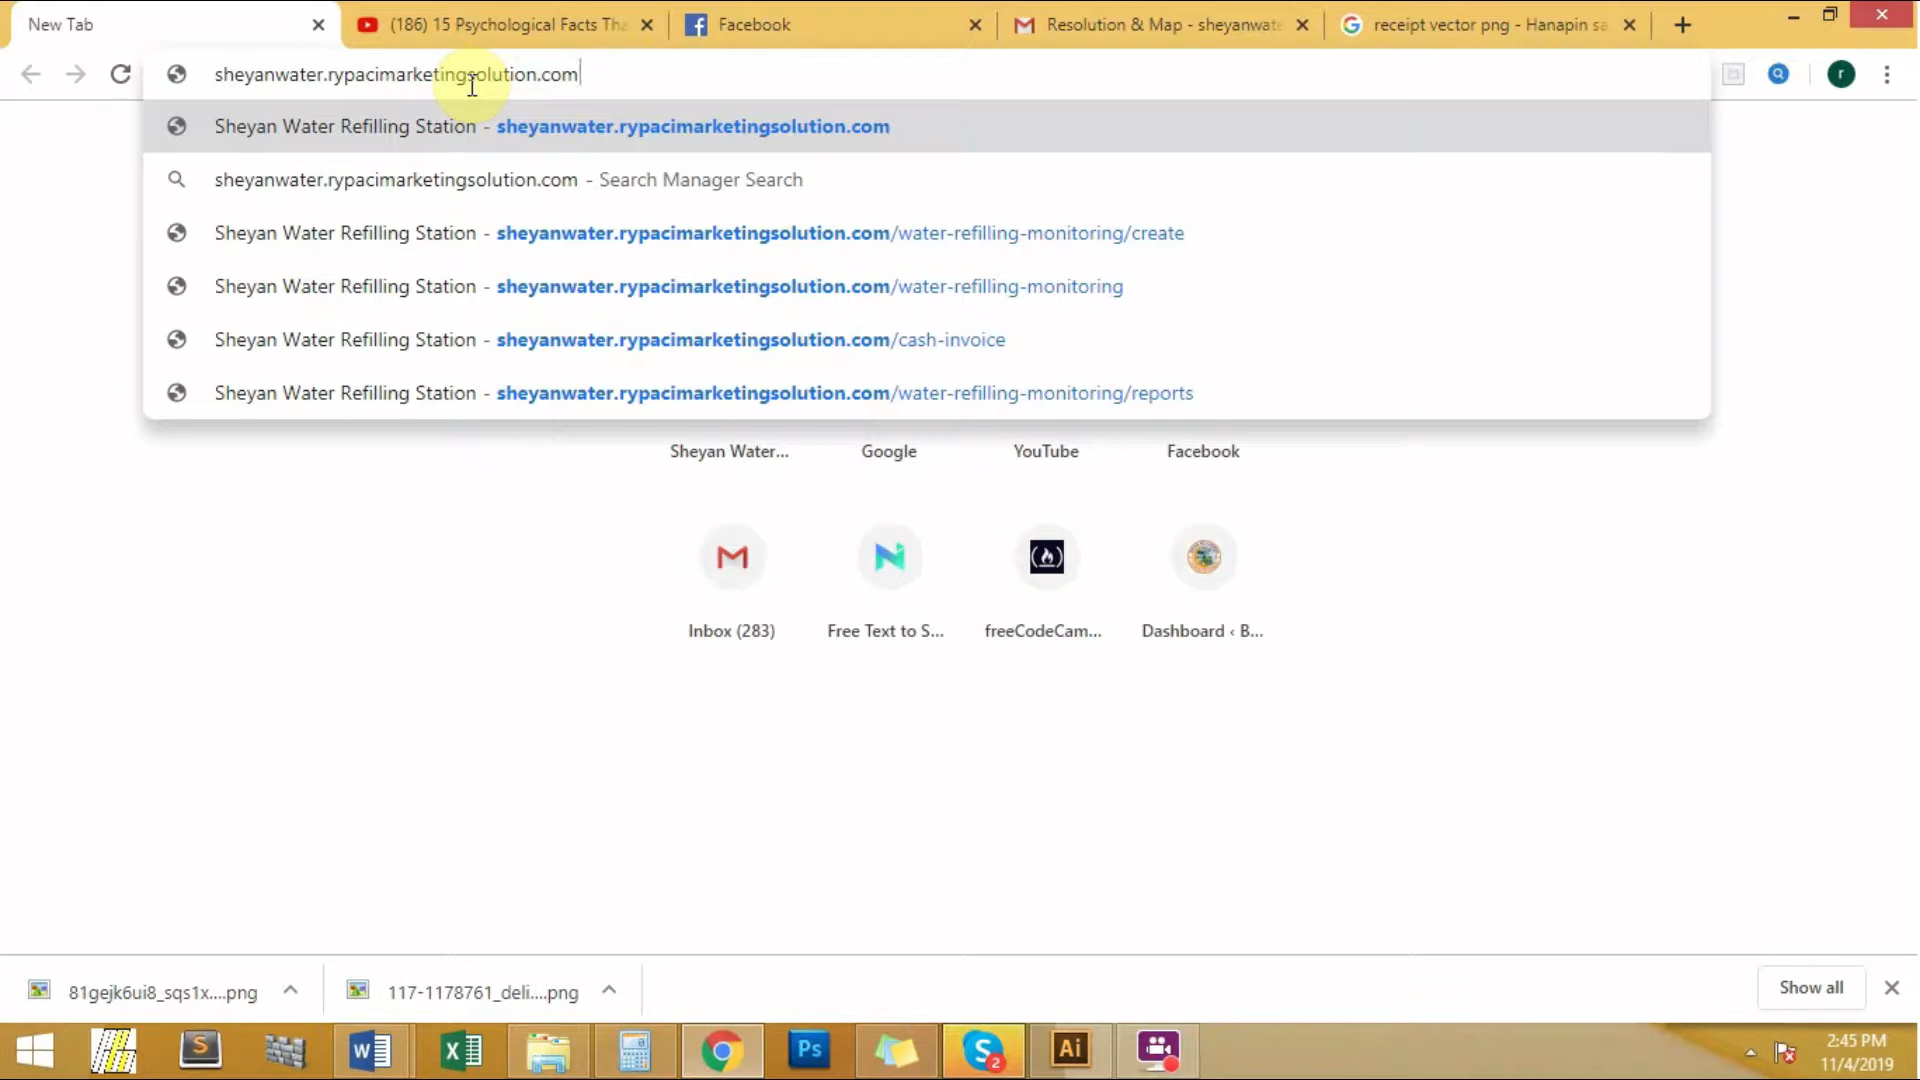 New Tab
(186) 15 Psychological Facts Tha
Facebook
Resolution & Map - sheyanwate
receipt vector png - Hanapin sa
sheyanwater.rypacimarketingsolution.com
Sheyan Water Refilling Station - sheyanwater.rypacimarketingsolution.com
sheyanwater.rypacimarketingsolution.com - Search Manager Search
Sheyan Water Refilling Station - sheyanwater.rypacimarketingsolution.com/water-refilling-monitoring/create
Sheyan Water Refilling Station - sheyanwater.rypacimarketingsolution.com/water-refilling-monitoring
Sheyan Water Refilling Station - sheyanwater.rypacimarketingsolution.com/cash-invoice
Sheyan Water Refilling Station - sheyanwater.rypacimarketingsolution.com/water-refilling-monitoring/reports
r
Sheyan Water...
Google
YouTube
Facebook
Inbox (283)
Free Text to S...
freeCodeCam...
Dashboard ‹ B...
81gejk6ui8_sqs1x....png
117-1178761_deli....png
Show all
S
W
X
Ps
S
2
Ai
2:45 PM
11/4/2019